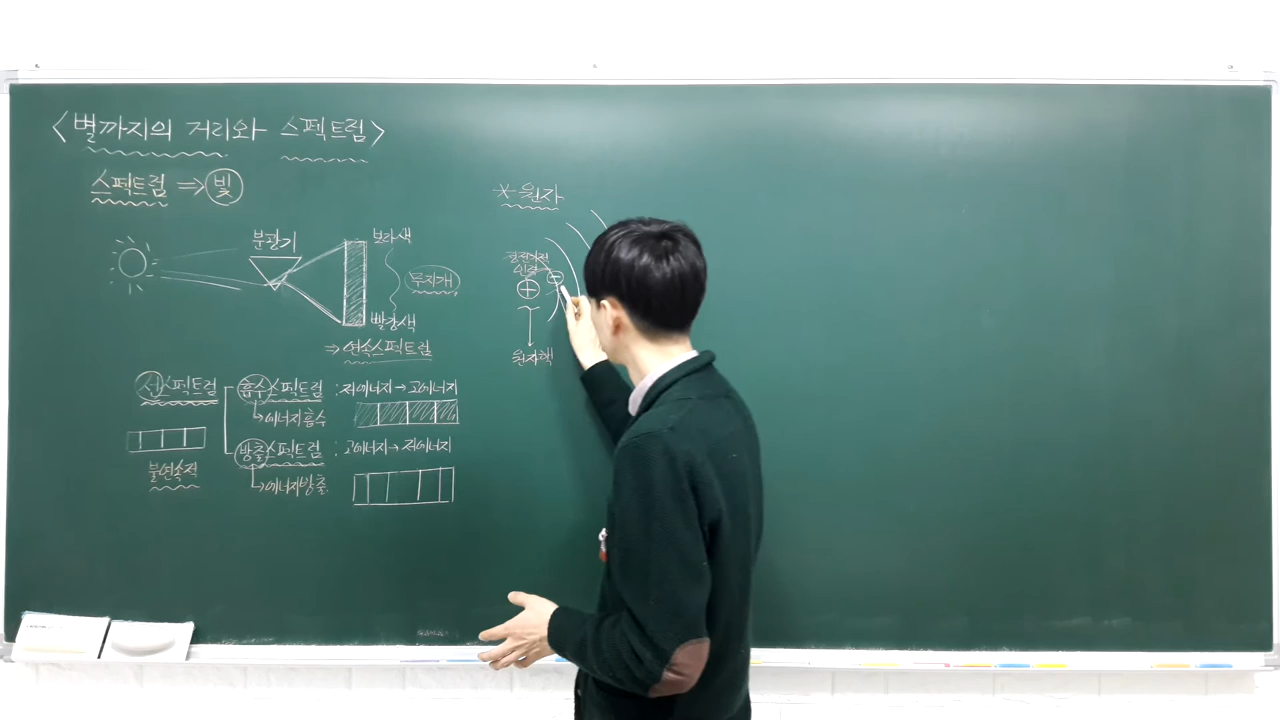 <별까지의 거리와 스펙트럼>
스펙트럼 ⇒ 빛
분광기
보라색
무지개
빨강색
⇒ 연속스펙트럼
선스펙트럼
불연속적
흡수스펙트럼 : 저에너지 → 고에너지
→ 에너지흡수
방출스펙트럼 : 고에너지 → 저에너지
→ 에너지방출
* 원자
인력
⊖
⊕
원자핵